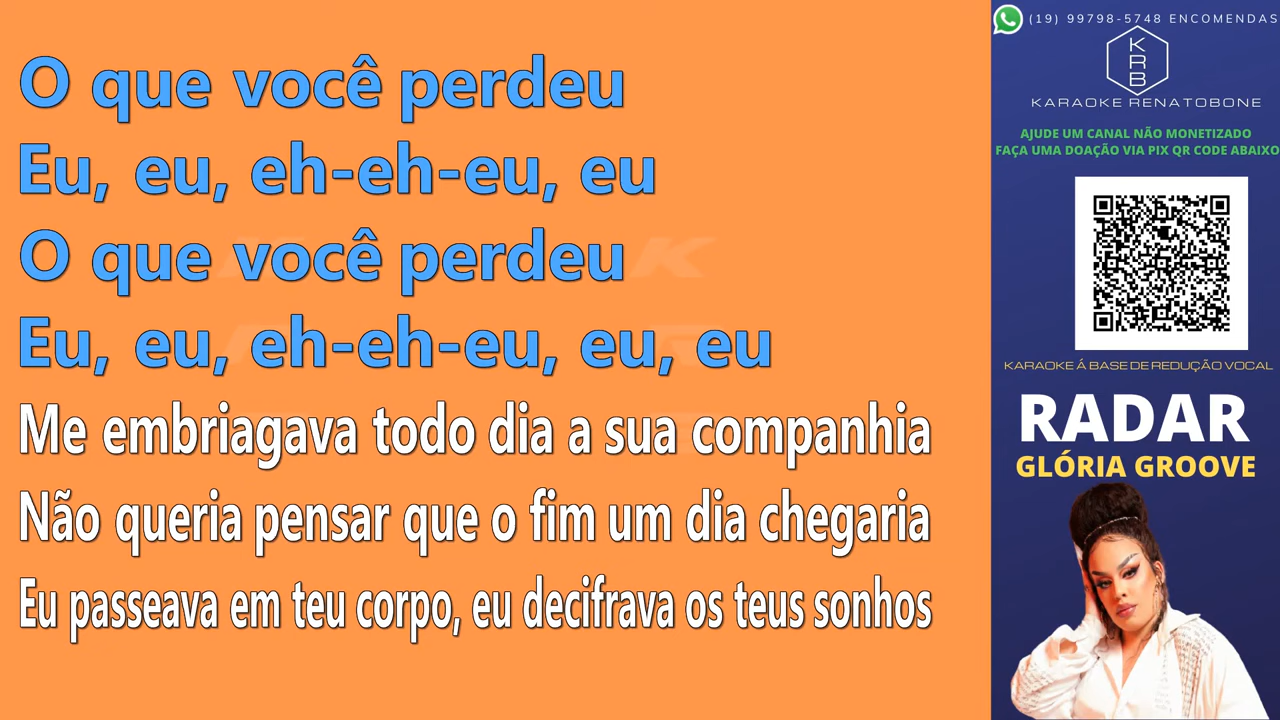 O que você perdeu
Eu, eu, eh-eh-eu, eu
O que você perdeu
Eu, eu, eh-eh-eu, eu, eu
Me embriagava todo dia a sua companhia
Não queria pensar que o fim um dia chegaria
Eu passeava em teu corpo, eu decifrava os teus sonhos
(19) 99798-5748 ENCOMENDAS
K
R
B
KARAOKE RENATOBONE
AJUDE UM CANAL NÃO MONETIZADO
FAÇA UMA DOAÇÃO VIA PIX QR CODE ABAIXO
KARAOKE Á BASE DE REDUÇÃO VOCAL
RADAR
GLÓRIA GROOVE